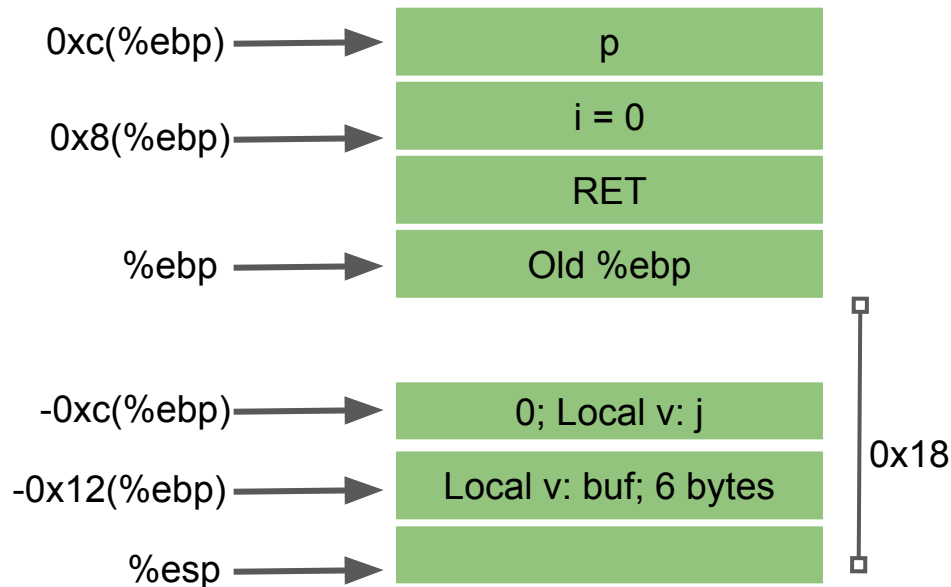 0xc(%ebp)
p
0x8(%ebp)
i = 0
RET
%ebp
Old %ebp
-0xc(%ebp)
0; Local v: j
0x18
-0x12(%ebp)
Local v: buf; 6 bytes
%esp